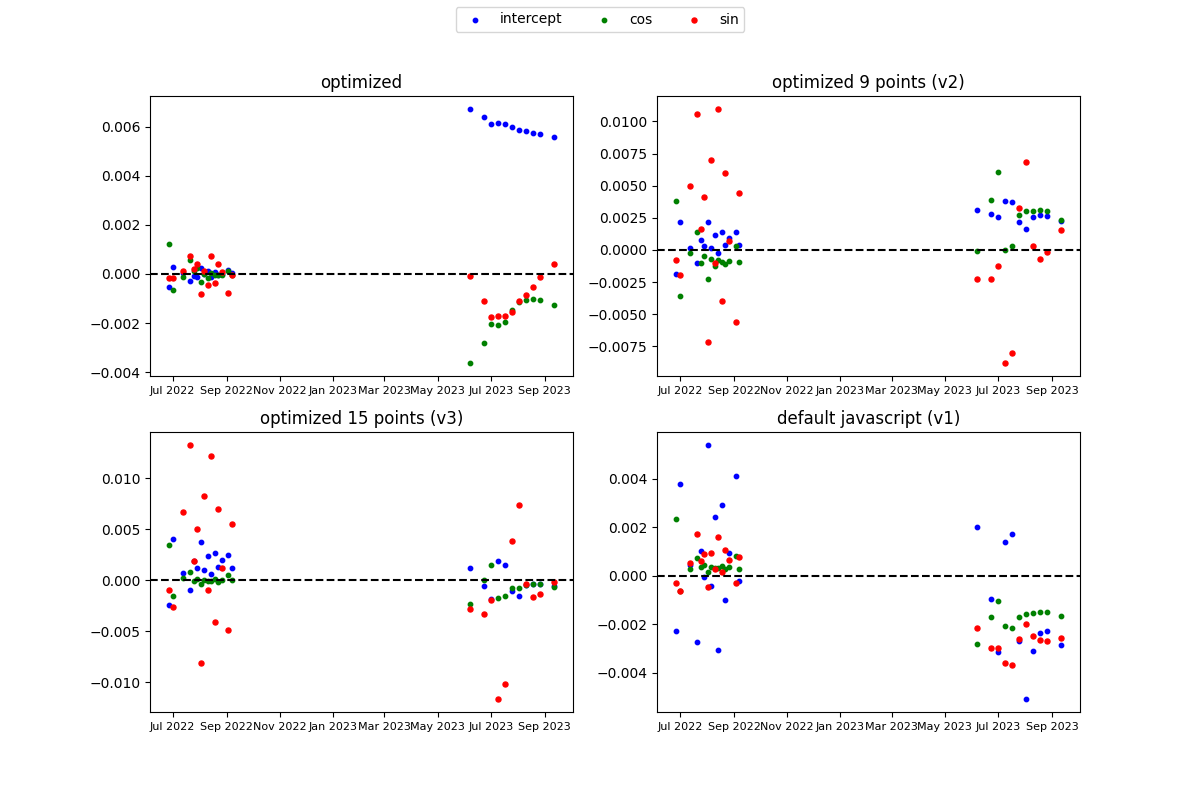 intercept cos sin
optimized
0.006
0.004
0.002
0.000
−0.002
−0.004
Jul 2022 Sep 2022 Nov 2022 Jan 2023 Mar 2023 May 2023 Jul 2023 Sep 2023
optimized 9 points (v2)
0.0100
0.0075
0.0050
0.0025
0.0000
−0.0025
−0.0050
−0.0075
Jul 2022 Sep 2022 Nov 2022 Jan 2023 Mar 2023 May 2023 Jul 2023 Sep 2023
optimized 15 points (v3)
0.010
0.005
0.000
−0.005
−0.010
Jul 2022 Sep 2022 Nov 2022 Jan 2023 Mar 2023 May 2023 Jul 2023 Sep 2023
default javascript (v1)
0.004
0.002
0.000
−0.002
−0.004
Jul 2022 Sep 2022 Nov 2022 Jan 2023 Mar 2023 May 2023 Jul 2023 Sep 2023